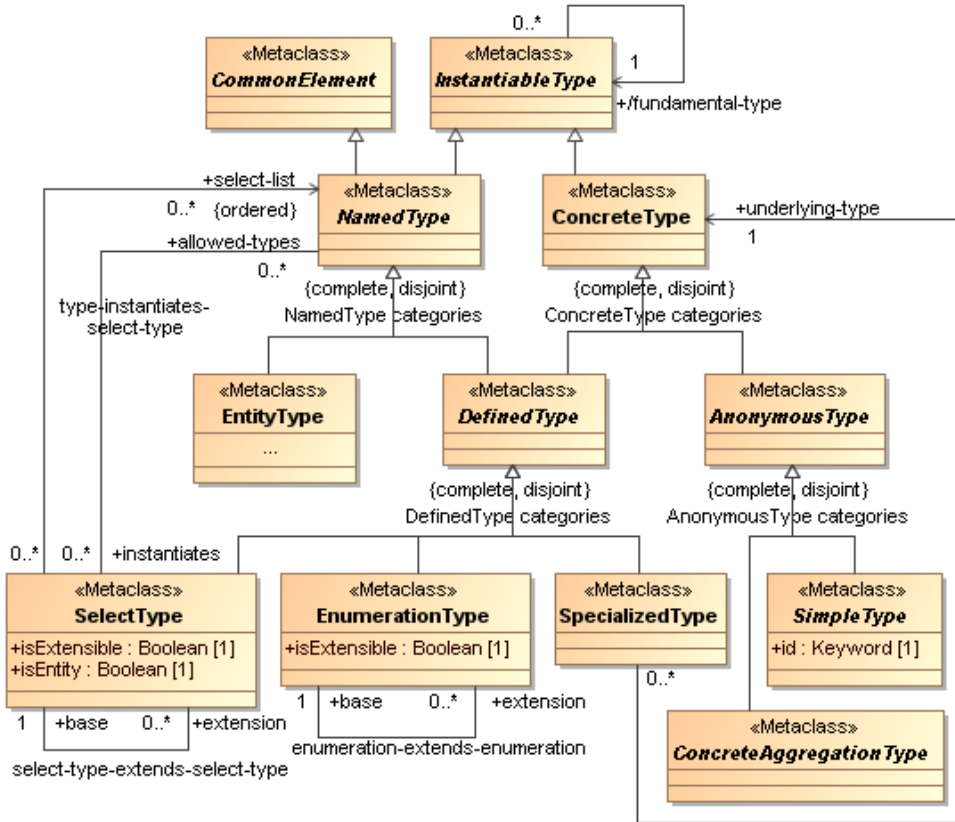 0..*
«Metaclass»
CommonElement
«Metaclass»
InstantiableType
1
+/fundamental-type
+select-list
0..*
{ordered}
«Metaclass»
NamedType
«Metaclass»
ConcreteType
+underlying-type
1
+allowed-types
0..*
type-instantiates-
select-type
{complete, disjoint}
NamedType categories
{complete, disjoint}
ConcreteType categories
«Metaclass»
EntityType
...
«Metaclass»
DefinedType
«Metaclass»
AnonymousType
{complete, disjoint}
DefinedType categories
{complete, disjoint}
AnonymousType categories
0..*
0..*
+instantiates
«Metaclass»
SelectType
+isExtensible : Boolean [1]
+isEntity : Boolean [1]
«Metaclass»
EnumerationType
+isExtensible : Boolean [1]
«Metaclass»
SpecializedType
«Metaclass»
SimpleType
+id : Keyword [1]
0..*
1
+base
0..*
+extension
select-type-extends-select-type
1
+base
0..*
+extension
enumeration-extends-enumeration
«Metaclass»
ConcreteAggregationType